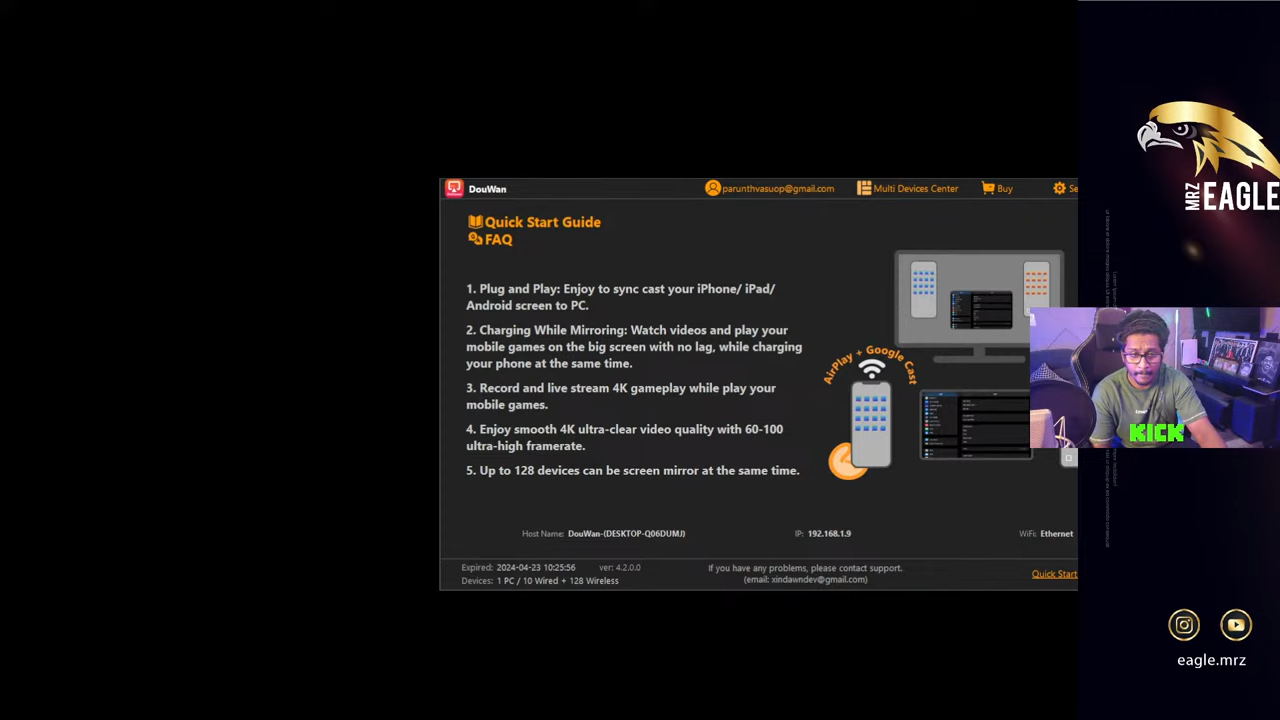 DouWan
parunthvasuop@gmail.com
Multi Devices Center
Buy
Se
Quick Start Guide
FAQ
1. Plug and Play: Enjoy to sync cast your iPhone/ iPad/
Android screen to PC.
2. Charging While Mirroring: Watch videos and play your
mobile games on the big screen with no lag, while charging
your phone at the same time.
3. Record and live stream 4K gameplay while play your
mobile games.
4. Enjoy smooth 4K ultra-clear video quality with 60-100
ultra-high framerate.
5. Up to 128 devices can be screen mirror at the same time.
AirPlay + Google Cast
Host Name: DouWan-(DESKTOP-Q06DUMJ)
IP: 192.168.1.9
WiFi: Ethernet
Expired: 2024-04-23 10:25:56
ver: 4.2.0.0
Devices: 1 PC / 10 Wired + 128 Wireless
If you have any problems, please contact support.
(email: xindawndev@gmail.com)
Quick Start
MRZ EAGLE
KICK
eagle.mrz